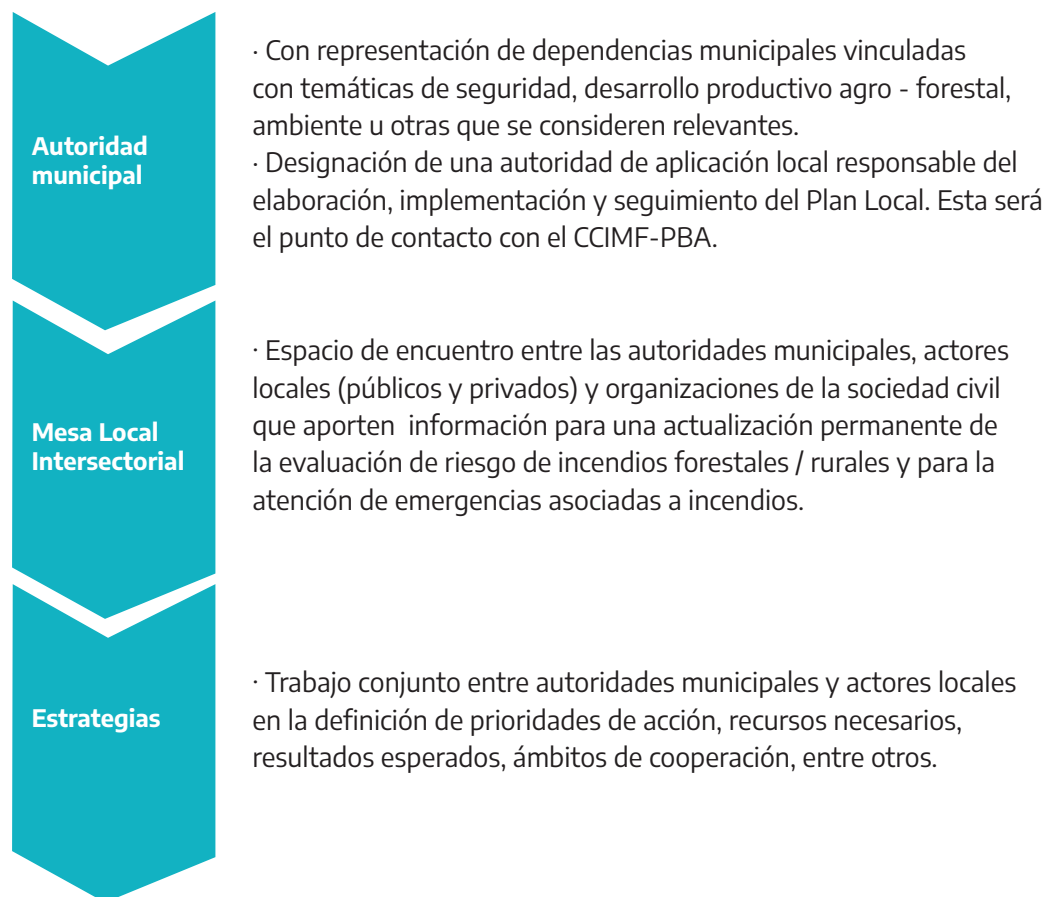 Autoridad
municipal
· Con representación de dependencias municipales vinculadas
con temáticas de seguridad, desarrollo productivo agro - forestal,
ambiente u otras que se consideren relevantes.
· Designación de una autoridad de aplicación local responsable del
elaboración, implementación y seguimiento del Plan Local. Esta será
el punto de contacto con el CCIMF-PBA.
Mesa Local
Intersectorial
· Espacio de encuentro entre las autoridades municipales, actores
locales (públicos y privados) y organizaciones de la sociedad civil
que aporten información para una actualización permanente de
la evaluación de riesgo de incendios forestales / rurales y para la
atención de emergencias asociadas a incendios.
Estrategias
· Trabajo conjunto entre autoridades municipales y actores locales
en la definición de prioridades de acción, recursos necesarios,
resultados esperados, ámbitos de cooperación, entre otros.